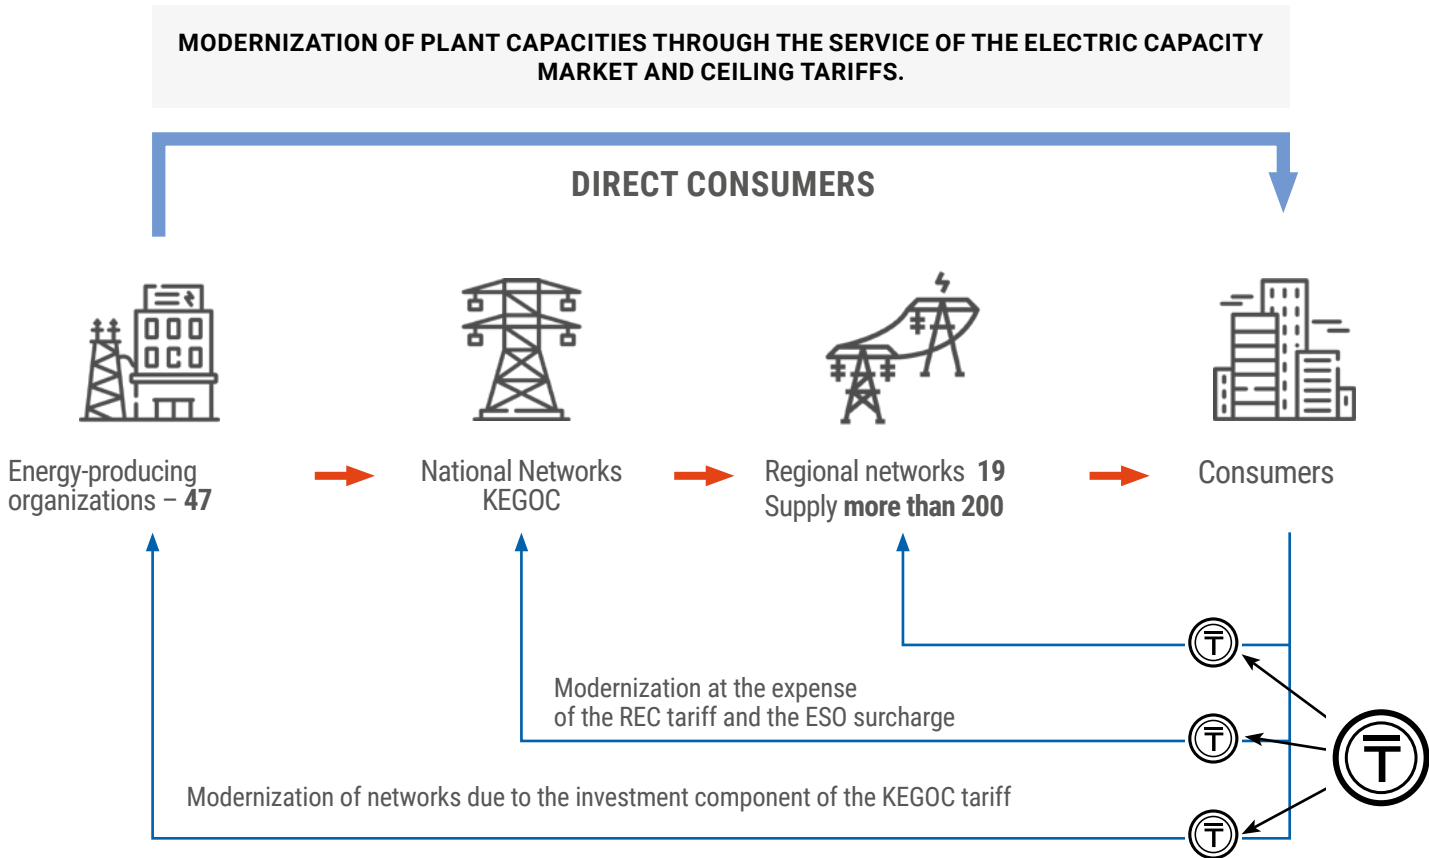 MODERNIZATION OF PLANT CAPACITIES THROUGH THE SERVICE OF THE ELECTRIC CAPACITY
MARKET AND CEILING TARIFFS.
DIRECT CONSUMERS
Energy-producing
organizations – 47
National Networks
KEGOC
Regional networks 19
Supply more than 200
Consumers
Modernization at the expense
of the REC tariff and the ESO surcharge
Modernization of networks due to the investment component of the KEGOC tariff
₸
₸
₸
₸